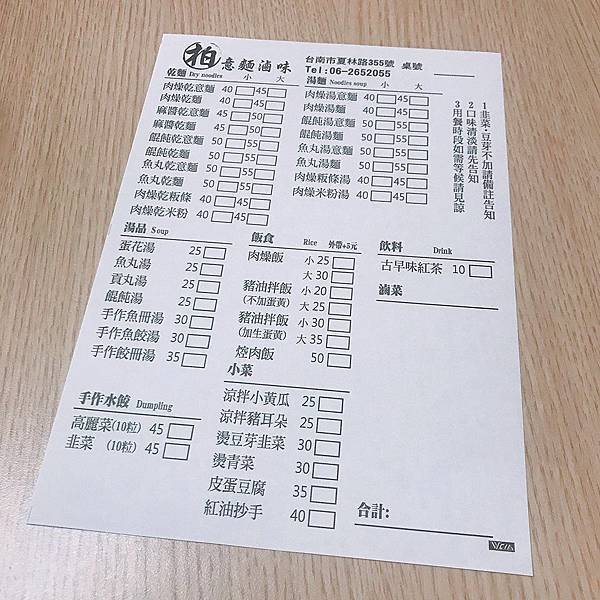 柏意麵滷味
台南市夏林路355號 桌號
Tel:06-2652055
乾麵 Dry noodles 小 大
肉燥乾意麵 40 45
肉燥乾麵 40 45
麻醬乾意麵 45 50
麻醬乾麵 45 50
餛飩乾意麵 50 55
餛飩乾麵 50 55
魚丸乾意麵 50 55
魚丸乾麵 50 55
肉燥乾粄條 40 45
肉燥乾米粉 40 45
湯麵 Noodles soup 小 大
肉燥湯意麵 40 45
肉燥湯麵 40 45
餛飩湯意麵 50 55
餛飩湯麵 50 55
魚丸湯意麵 50 55
魚丸湯麵 50 55
肉燥粄條湯 40 45
肉燥米粉湯 40 45
1 韭菜·豆芽不加請備註告知
2 口味清淡請先告知
3 用餐時段如需等候請見諒
湯品 Soup
蛋花湯 25
魚丸湯 25
貢丸湯 25
餛飩湯 25
手作魚冊湯 30
手作魚餃湯 30
手作餃冊湯 35
手作水餃 Dumpling
高麗菜(10粒) 45
韭菜 (10粒) 45
飯食 Rice 外帶+5元
肉燥飯 小 25
大 30
豬油拌飯 小 20
(不加蛋黃) 大 25
豬油拌飯 小 30
(加生蛋黃) 大 35
焢肉飯 50
小菜
涼拌小黃瓜 25
涼拌豬耳朵 25
燙豆芽韭菜 30
燙青菜 30
皮蛋豆腐 35
紅油抄手 40
飲料 Drink
古早味紅茶 10
滷菜
合計: